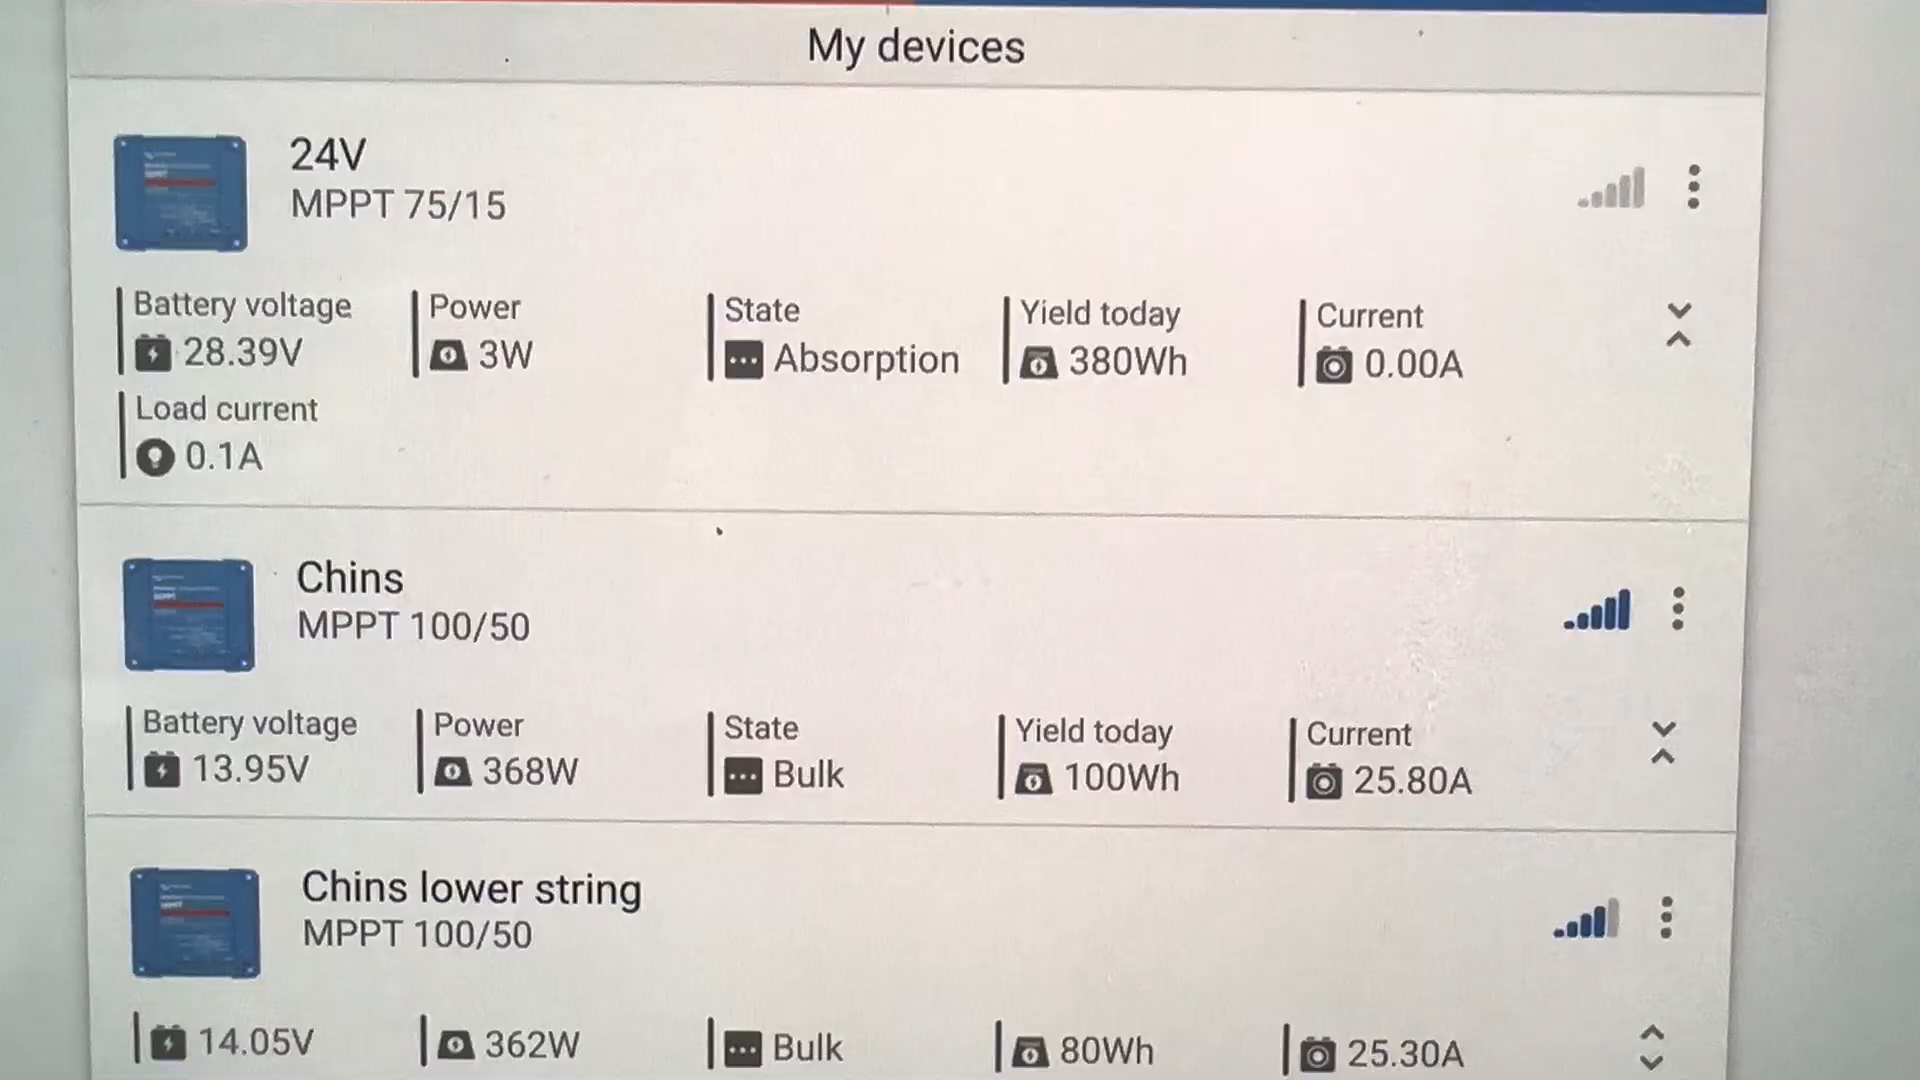 My devices
24V
MPPT 75/15
Battery voltage Power State Yield today Current
28.39V 3W Absorption 380Wh 0.00A
Load current
0.1A
Chins
MPPT 100/50
Battery voltage Power State Yield today Current
13.95V 368W Bulk 100Wh 25.80A
Chins lower string
MPPT 100/50
14.05V 362W Bulk 80Wh 25.30A